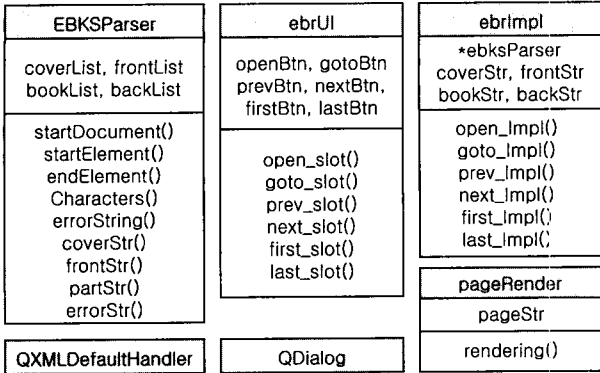 EBKSParser
coverList, frontList
bookList, backList
startDocument()
startElement()
endElement()
Characters()
errorString()
coverStr()
frontStr()
partStr()
errorStr()
QXMLDefaultHandler
ebrUI
openBtn, gotoBtn
prevBtn, nextBtn,
firstBtn, lastBtn
open_slot()
goto_slot()
prev_slot()
next_slot()
first_slot()
last_slot()
QDialog
ebrImpl
*ebksParser
coverStr, frontStr
bookStr, backStr
open_Impl()
goto_Impl()
prev_Impl()
next_Impl()
first_Impl()
last_Impl()
pageRender
pageStr
rendering()